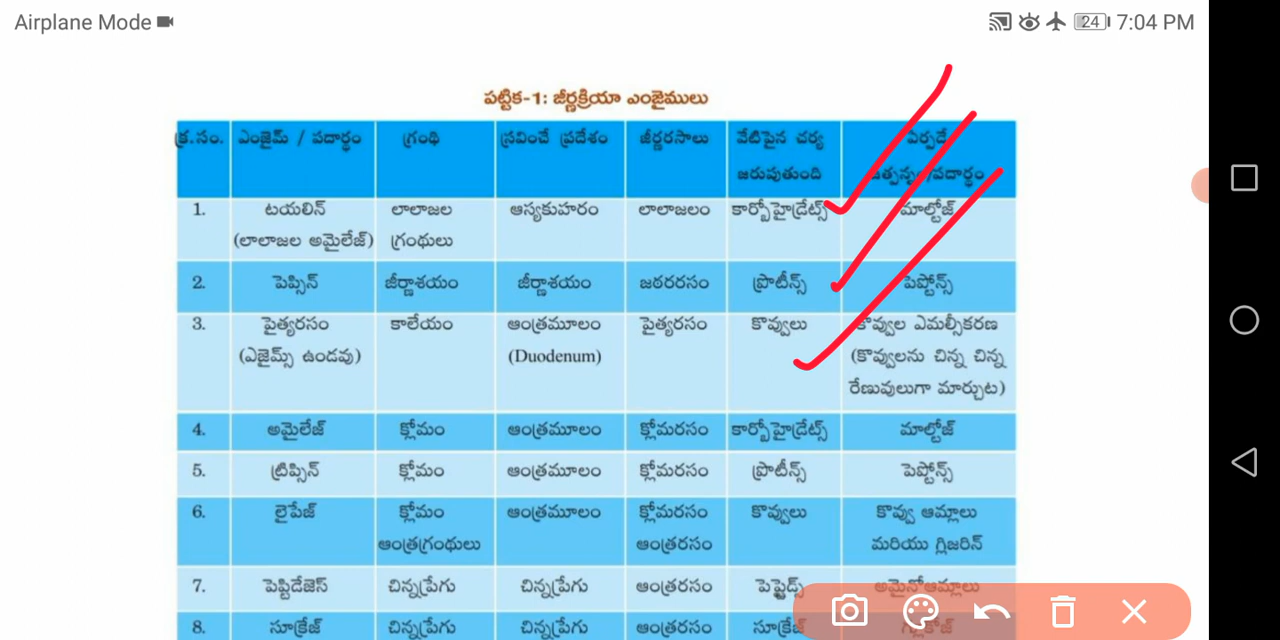 Airplane Mode 24 7:04 PM
పట్టిక-1: జీర్ణక్రియా ఎంజైములు
క్ర.సం. ఎంజైమ్ / పదార్థం గ్రంథి స్రవించే ప్రదేశం జీర్ణరసాలు వేటిపైన చర్య ఏర్పడే
జరుపుతుంది ఉత్పన్నం/పదార్థం
1. టయలిన్ లాలాజల ఆస్యకుహరం లాలాజలం కార్బోహైడ్రేట్స్ మాల్టోజ్
(లాలాజల అమైలేజ్) గ్రంథులు
2. పెప్సిన్ జీర్ణాశయం జీర్ణాశయం జఠరరసం ప్రొటీన్స్ పెప్టోన్స్
3. పైత్యరసం కాలేయం ఆంత్రమూలం పైత్యరసం కొవ్వులు కొవ్వుల ఎమల్సీకరణ
(ఎజైమ్స్ ఉండవు) (Duodenum) (కొవ్వులను చిన్న చిన్న
రేణువులుగా మార్చుట)
4. అమైలేజ్ క్లోమం ఆంత్రమూలం క్లోమరసం కార్బోహైడ్రేట్స్ మాల్టోజ్
5. ట్రిప్సిన్ క్లోమం ఆంత్రమూలం క్లోమరసం ప్రొటీన్స్ పెప్టోన్స్
6. లైపేజ్ క్లోమం ఆంత్రమూలం క్లోమరసం కొవ్వులు కొవ్వు ఆమ్లాలు
ఆంత్రగ్రంథులు ఆంత్రరసం మరియు గ్లిజరిన్
7. పెప్టిడేజెస్ చిన్నప్రేగు చిన్నప్రేగు ఆంత్రరసం పెప్టైడ్స్ అమైనోఆమ్లాలు
8. సూక్రేజ్ చిన్నప్రేగు చిన్నప్రేగు ఆంత్రరసం సూక్రోజ్ గ్లూకోజ్